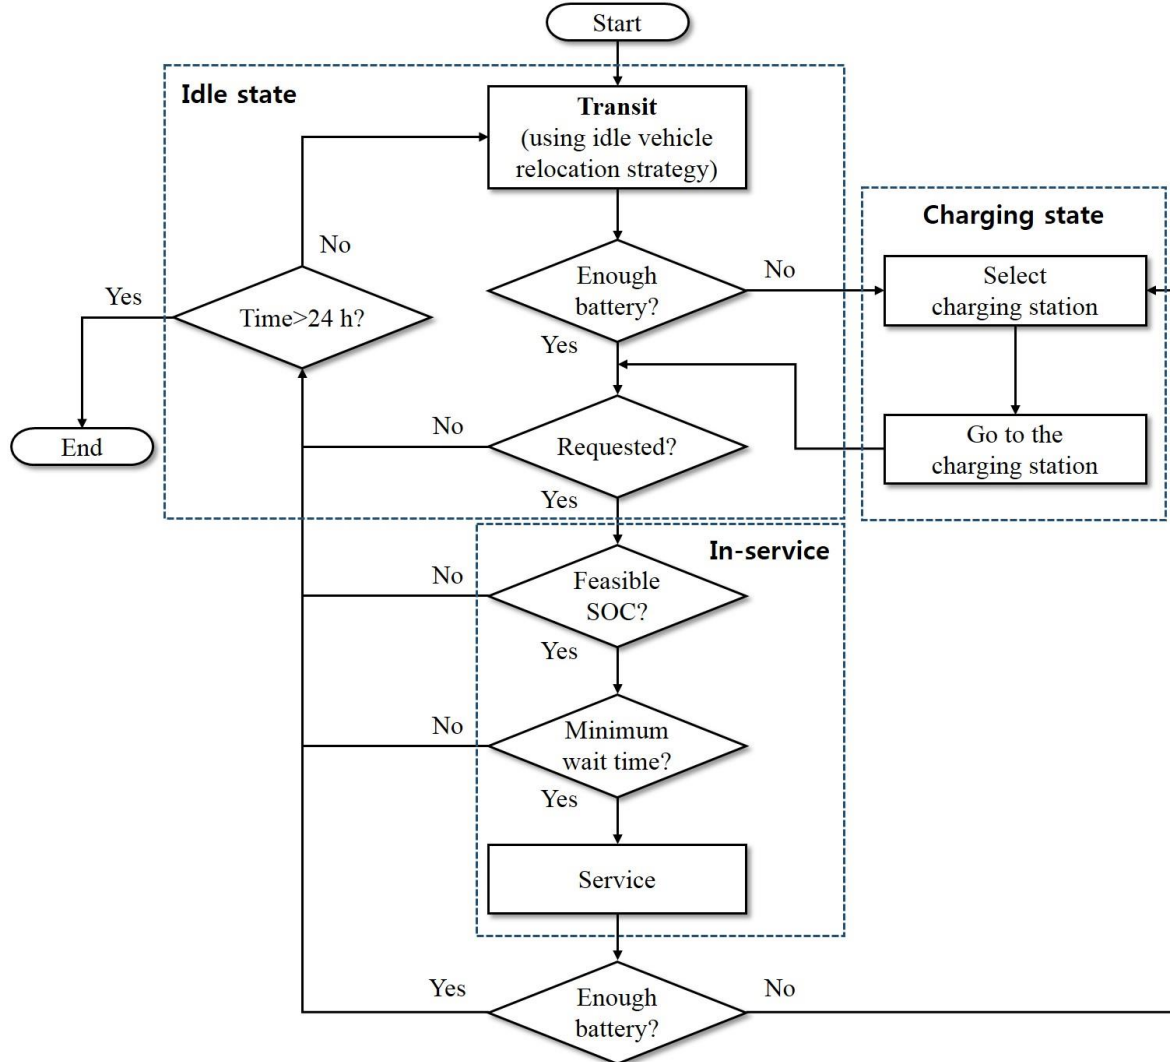 Start
Idle state
Transit
(using idle vehicle
relocation strategy)
Charging state
No
Enough
battery?
No
Select
charging station
Yes
Time>24 h?
Yes
No
Requested?
Go to the
charging station
End
Yes
In-service
No
Feasible
SOC?
Yes
No
Minimum
wait time?
Yes
Service
Yes
Enough
battery?
No